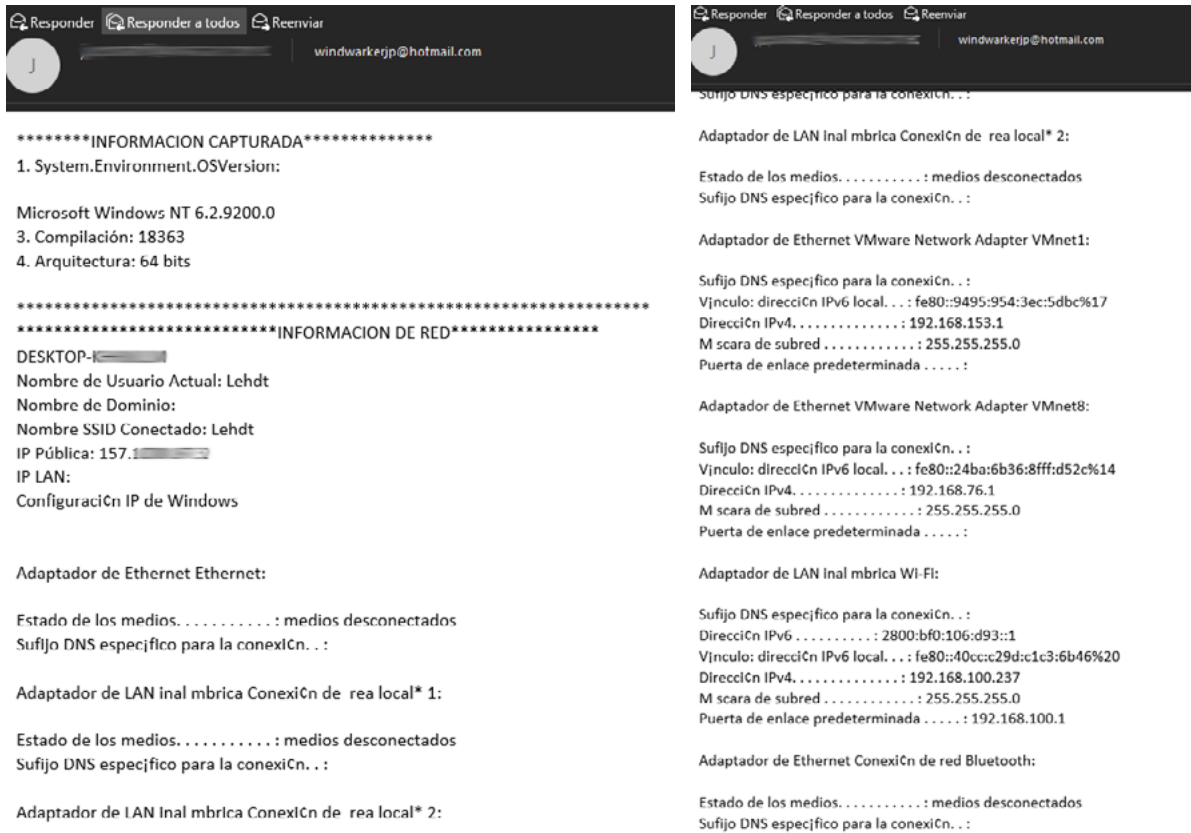 Responder Responder a todos Reenviar
J
windwarkerjp@hotmail.com
********INFORMACION CAPTURADA**************
1. System.Environment.OSVersion:
Microsoft Windows NT 6.2.9200.0
3. Compilación: 18363
4. Arquitectura: 64 bits
********************************************************************
****************************INFORMACION DE RED****************
DESKTOP-
Nombre de Usuario Actual: Lehdt
Nombre de Dominio:
Nombre SSID Conectado: Lehdt
IP Pública: 157.1
IP LAN:
Configuraci¢n IP de Windows
Adaptador de Ethernet Ethernet:
Estado de los medios. . . . . . . . . . . : medios desconectados
Sufijo DNS espec¡fico para la conexi¢n. . :
Adaptador de LAN inal mbrica Conexi¢n de  rea local* 1:
Estado de los medios. . . . . . . . . . . : medios desconectados
Sufijo DNS espec¡fico para la conexi¢n. . :
Adaptador de LAN inal mbrica Conexi¢n de  rea local* 2:
Responder Responder a todos Reenviar
J
windwarkerjp@hotmail.com
Sufijo DNS espec¡fico para la conexi¢n. . :
Adaptador de LAN inal mbrica Conexi¢n de  rea local* 2:
Estado de los medios. . . . . . . . . . . : medios desconectados
Sufijo DNS espec¡fico para la conexi¢n. . :
Adaptador de Ethernet VMware Network Adapter VMnet1:
Sufijo DNS espec¡fico para la conexi¢n. . :
V¡nculo: direcci¢n IPv6 local. . . : fe80::9495:954:3ec:5dbc%17
Direcci¢n IPv4. . . . . . . . . . . . . . : 192.168.153.1
M scara de subred . . . . . . . . . . . . : 255.255.255.0
Puerta de enlace predeterminada . . . . . :
Adaptador de Ethernet VMware Network Adapter VMnet8:
Sufijo DNS espec¡fico para la conexi¢n. . :
V¡nculo: direcci¢n IPv6 local. . . : fe80::24ba:6b36:8fff:d52c%14
Direcci¢n IPv4. . . . . . . . . . . . . . : 192.168.76.1
M scara de subred . . . . . . . . . . . . : 255.255.255.0
Puerta de enlace predeterminada . . . . . :
Adaptador de LAN inal mbrica Wi-Fi:
Sufijo DNS espec¡fico para la conexi¢n. . :
Direcci¢n IPv6 . . . . . . . . . . : 2800:bf0:106:d93::1
V¡nculo: direcci¢n IPv6 local. . . : fe80::40cc:c29d:c1c3:6b46%20
Direcci¢n IPv4. . . . . . . . . . . . . . : 192.168.100.237
M scara de subred . . . . . . . . . . . . : 255.255.255.0
Puerta de enlace predeterminada . . . . . : 192.168.100.1
Adaptador de Ethernet Conexi¢n de red Bluetooth:
Estado de los medios. . . . . . . . . . . : medios desconectados
Sufijo DNS espec¡fico para la conexi¢n. . :